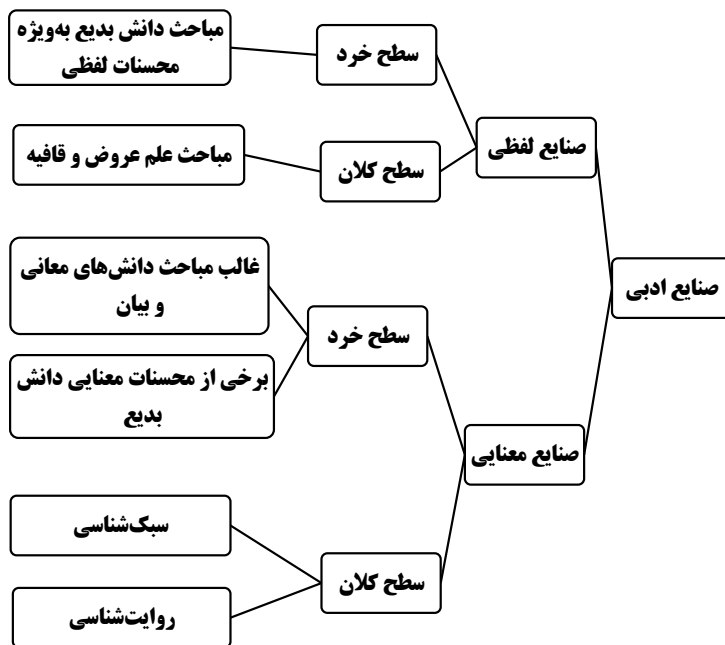 صنایع ادبی
صنایع لفظی
سطح خرد
مباحث دانش بدیع به‌ویژه
محسنات لفظی
سطح کلان
مباحث علم عروض و قافیه
صنایع معنایی
سطح خرد
غالب مباحث دانش‌های معانی
و بیان
برخی از محسنات معنایی دانش
بدیع
سطح کلان
سبک‌شناسی
روایت‌شناسی